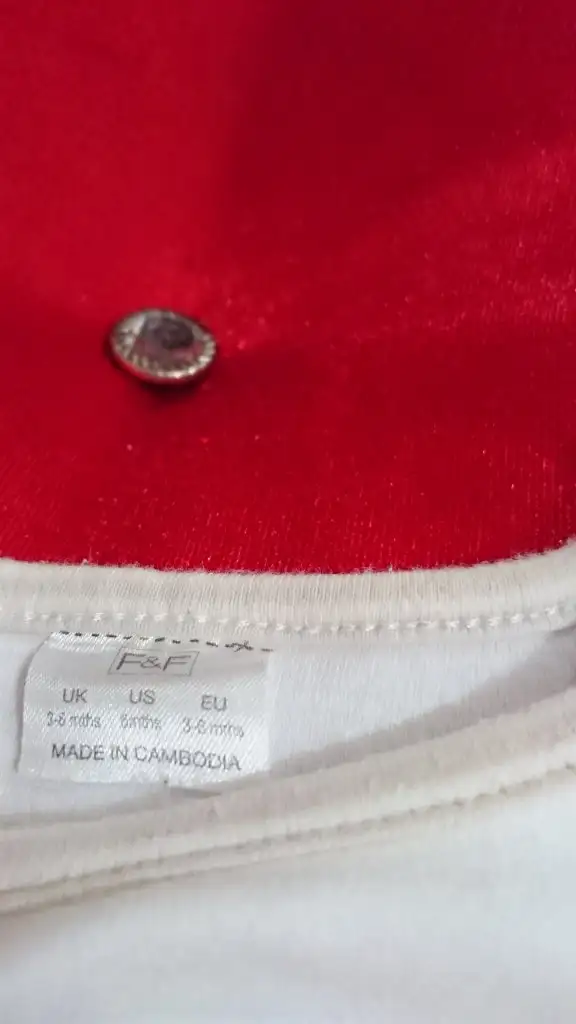 F&F
UK US EU
3-6 mths 6mths 3-6 mths
MADE IN CAMBODIA